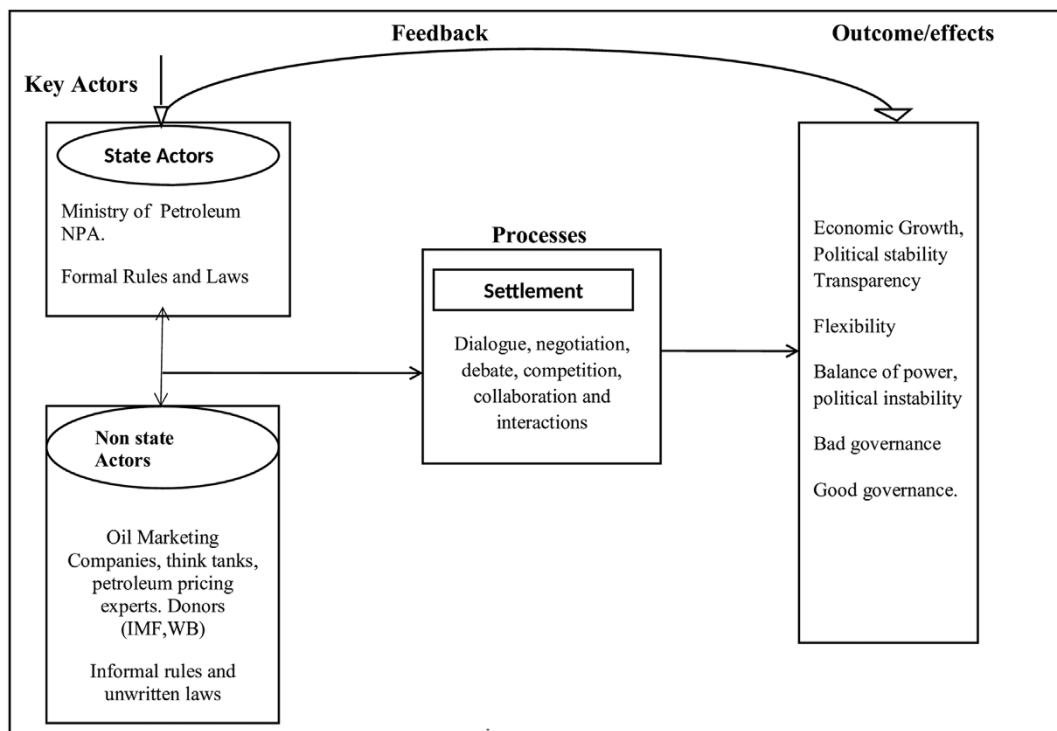 Feedback
Outcome/effects
Key Actors
State Actors
Ministry of Petroleum
NPA.
Formal Rules and Laws
Non state
Actors
Oil Marketing
Companies, think tanks,
petroleum pricing
experts. Donors
(IMF,WB)
Informal rules and
unwritten laws
Processes
Settlement
Dialogue, negotiation,
debate, competition,
collaboration and
interactions
Economic Growth,
Political stability
Transparency
Flexibility
Balance of power,
political instability
Bad governance
Good governance.